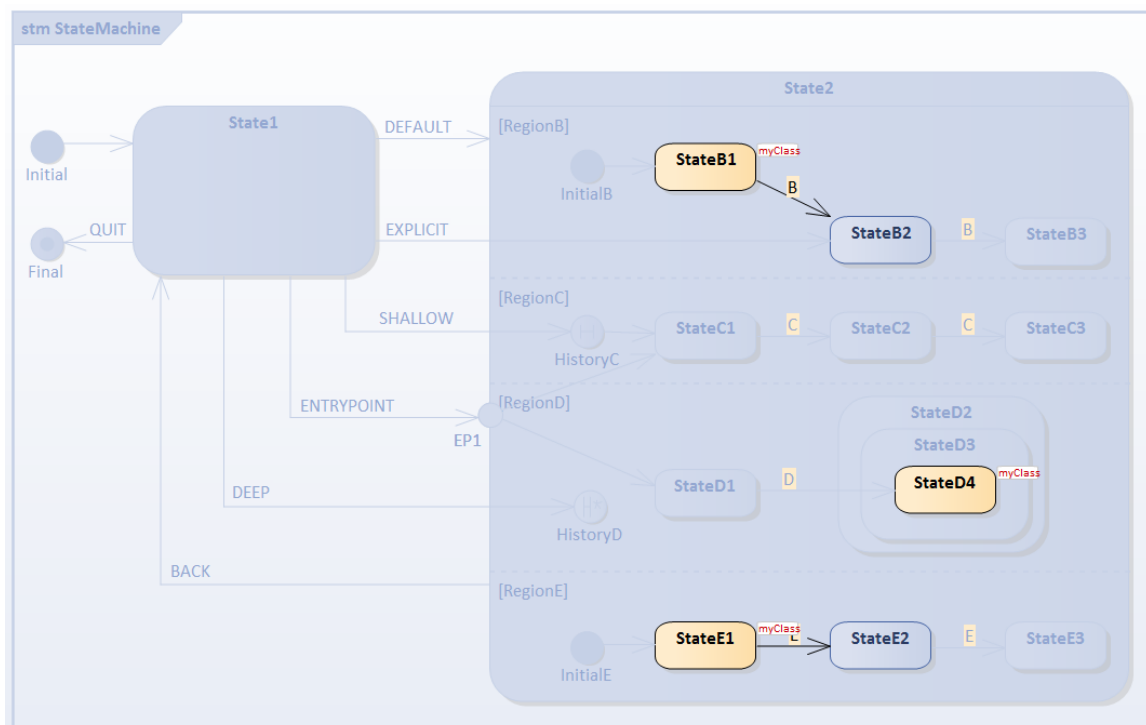 stm StateMachine
State2
State1
DEFAULT
[RegionB]
StateB1
myClass
Initial
InitialB
B
QUIT
EXPLICIT
StateB2
B
StateB3
Final
[RegionC]
SHALLOW
StateC1
C
StateC2
C
StateC3
HistoryC
ENTRYPOINT
[RegionD]
StateD2
EP1
StateD3
DEEP
StateD1
D
StateD4
myClass
HistoryD
BACK
[RegionE]
StateE1
myClass
StateE2
E
StateE3
InitialE